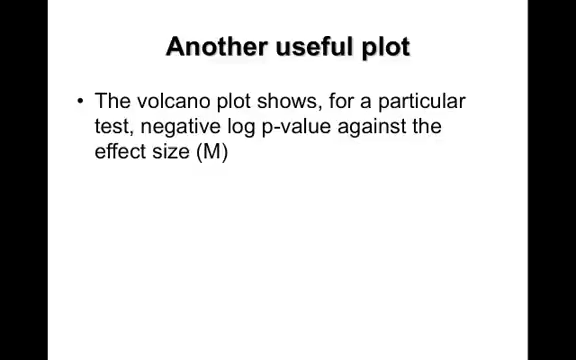 Another useful plot
• The volcano plot shows, for a particular
test, negative log p-value against the
effect size (M)